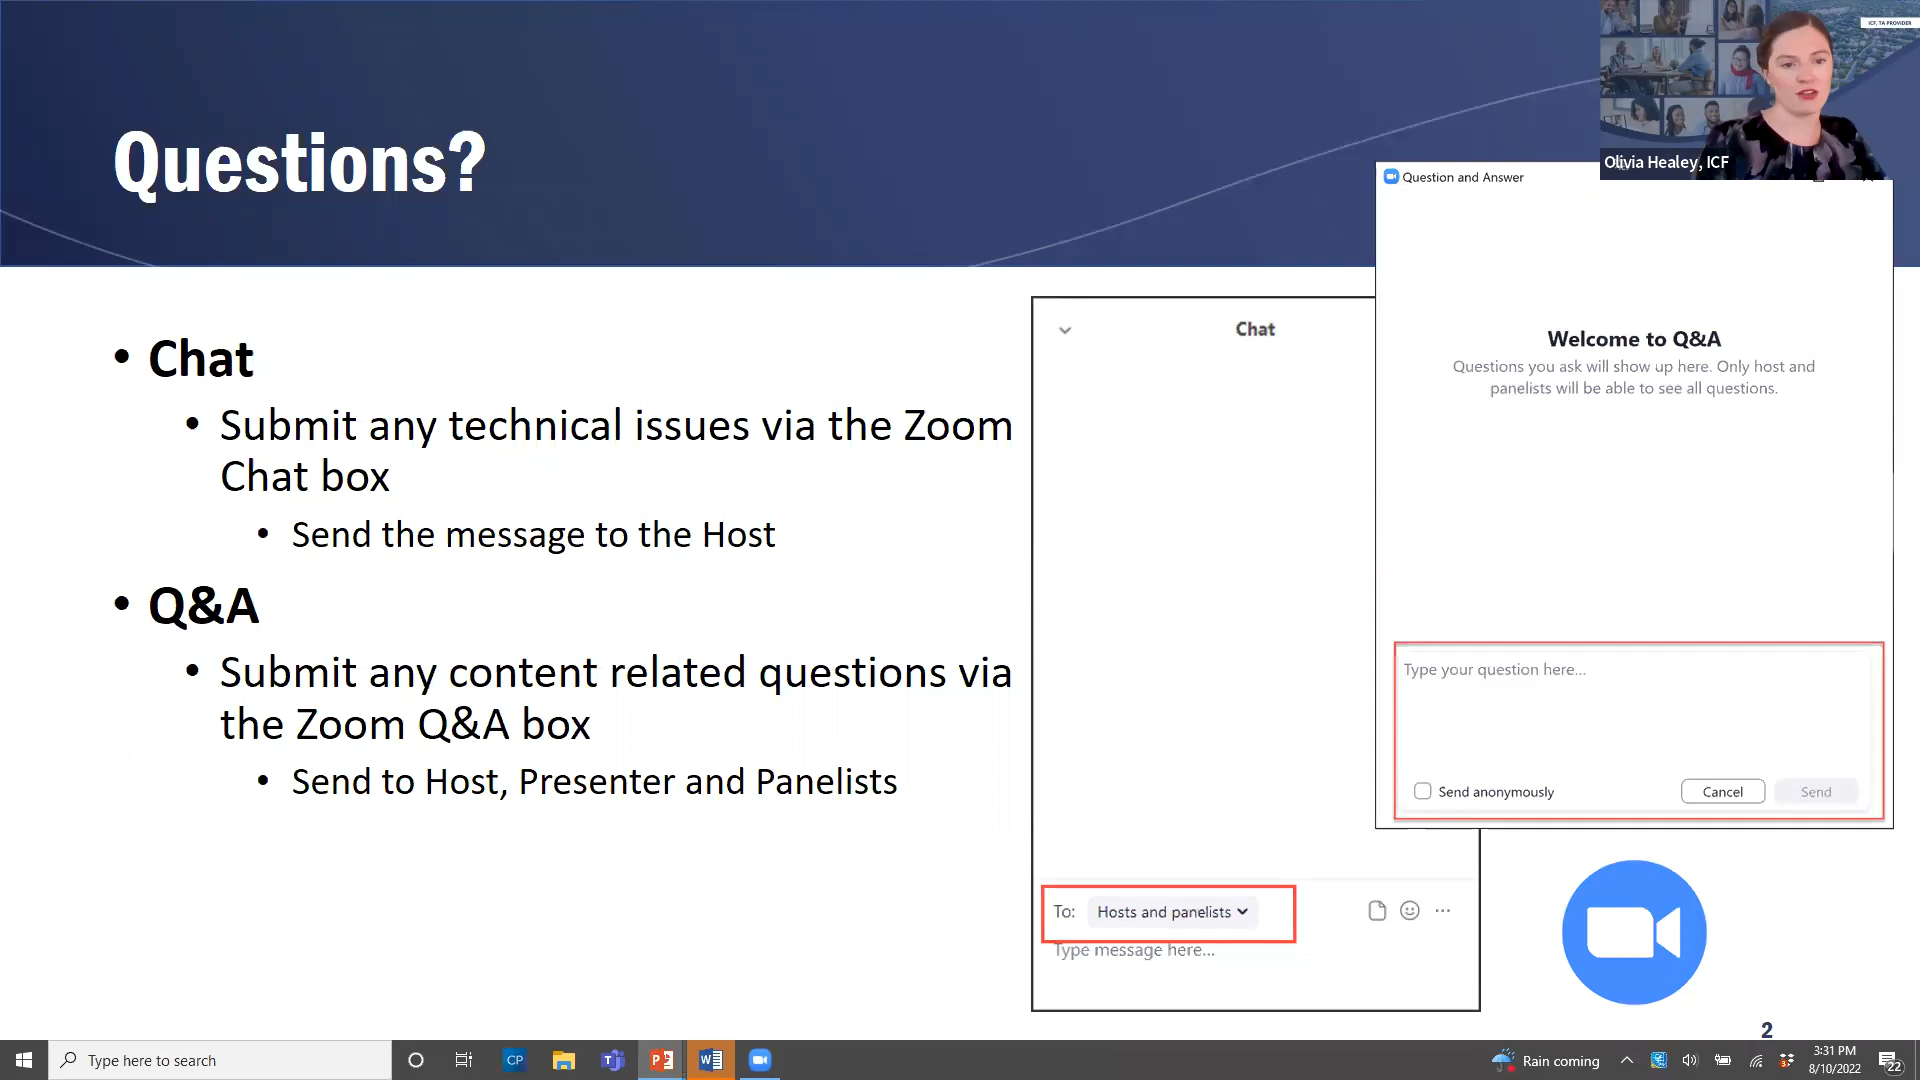 ICF, TA PROVIDER
Olivia Healey, ICF
Questions?
Question and Answer
• Chat
• Submit any technical issues via the Zoom
Chat box
• Send the message to the Host
• Q&A
• Submit any content related questions via
the Zoom Q&A box
• Send to Host, Presenter and Panelists
Chat
To: Hosts and panelists
Type message here...
Welcome to Q&A
Questions you ask will show up here. Only host and
panelists will be able to see all questions.
Type your question here...
Send anonymously
Cancel
Send
2
Type here to search
CP
Rain coming
3:31 PM
8/10/2022
22